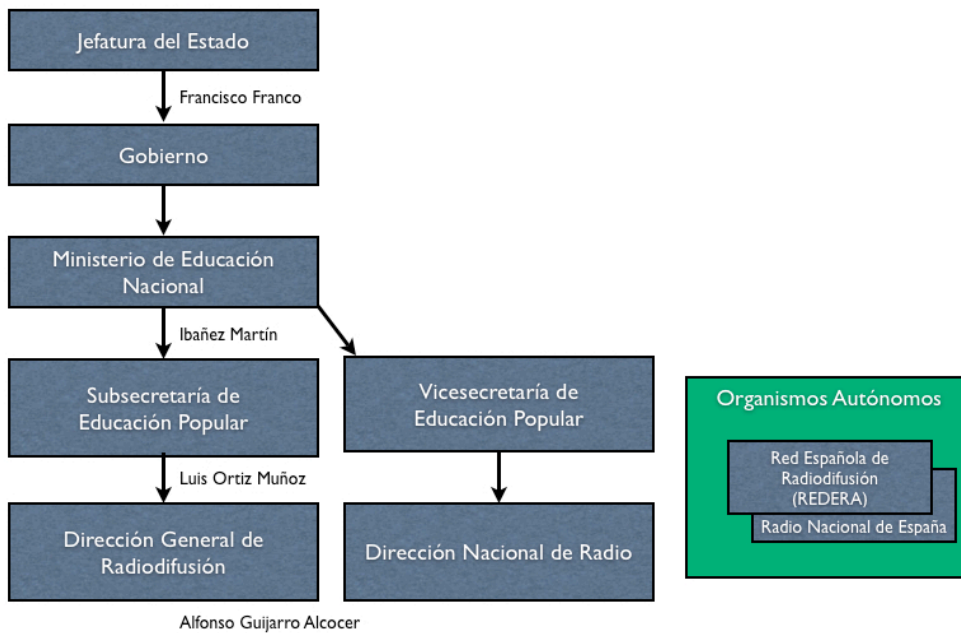 Jefatura del Estado
Francisco Franco
Gobierno
Ministerio de Educación
Nacional
Ibañez Martín
Subsecretaría de
Educación Popular
Vicesecretaría de
Educación Popular
Organismos Autónomos
Red Española de
Radiodifusión
(REDERA)
Radio Nacional de España
Luis Ortiz Muñoz
Dirección General de
Radiodifusión
Dirección Nacional de Radio
Alfonso Guijarro Alcocer